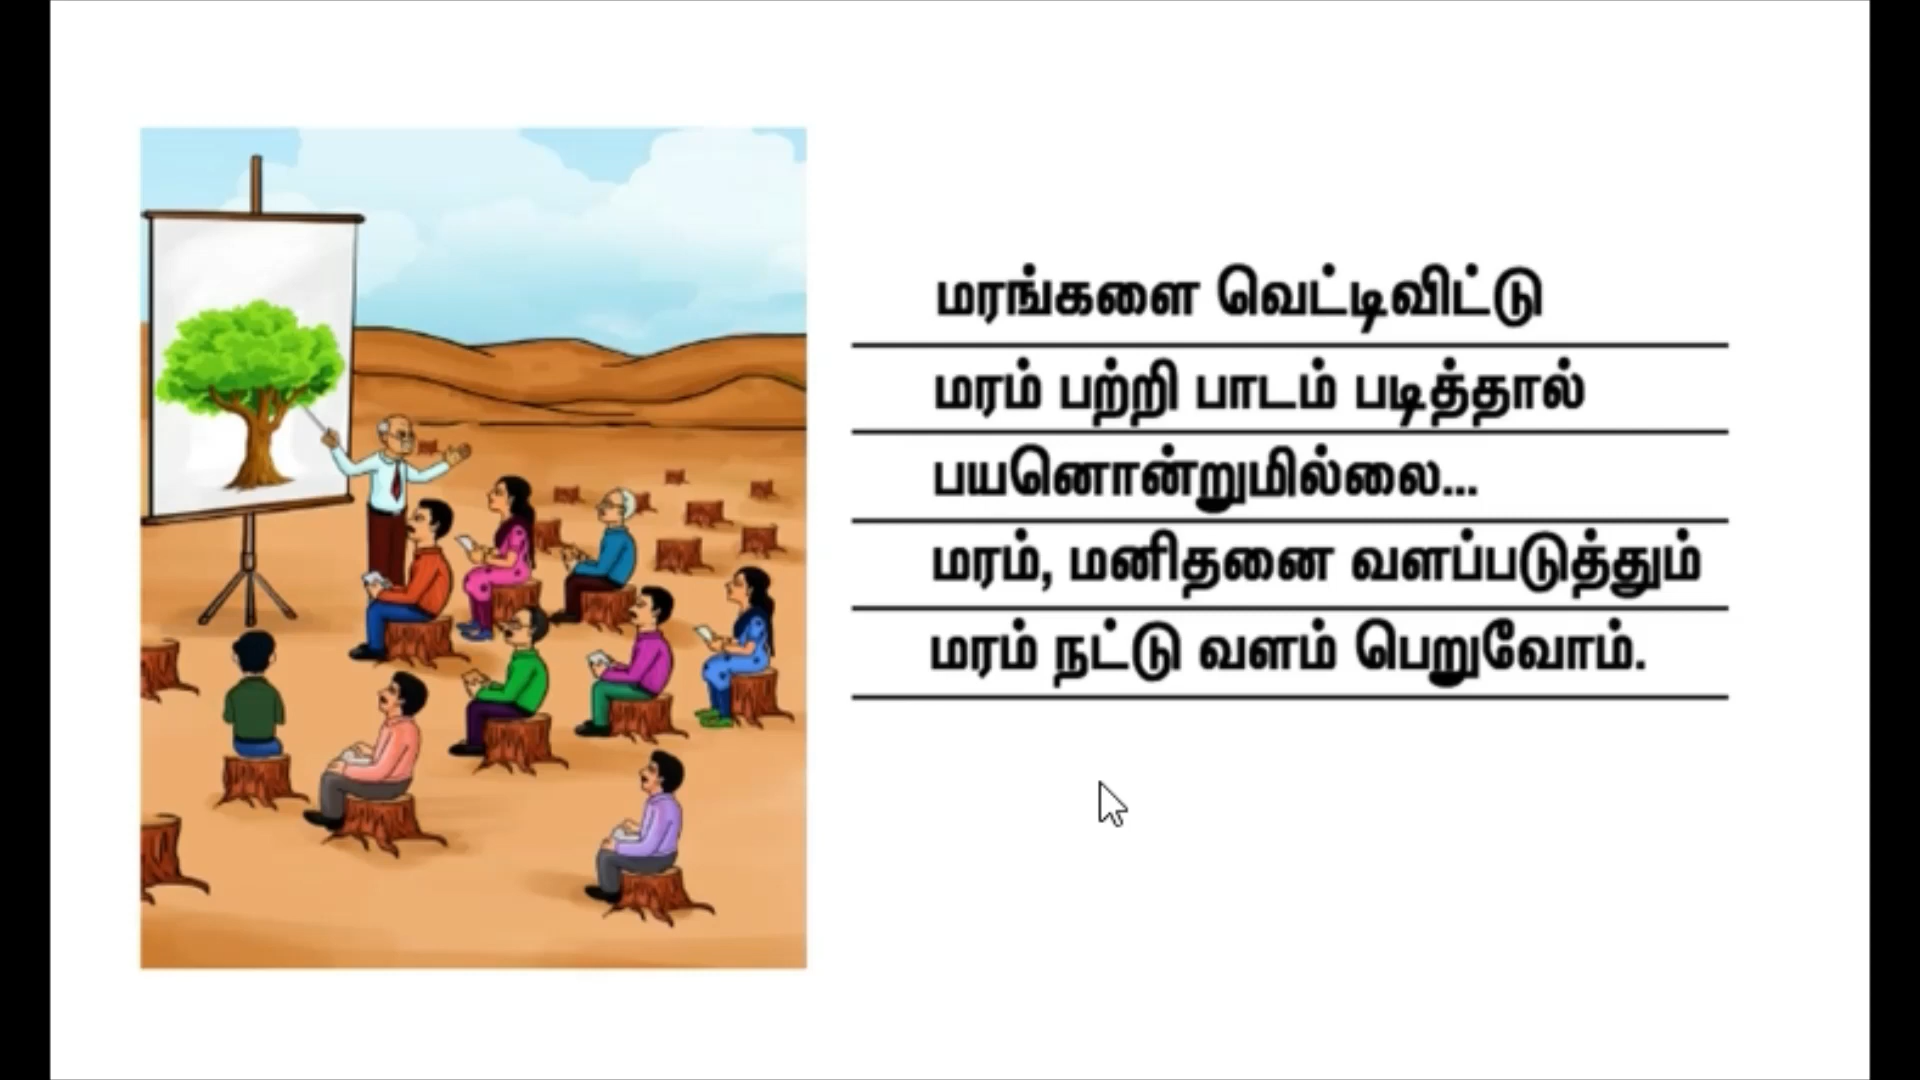 மரங்களை வெட்டிவிட்டு
மரம் பற்றி பாடம் படித்தால்
பயனொன்றுமில்லை...
மரம், மனிதனை வளப்படுத்தும்
மரம் நட்டு வளம் பெறுவோம்.